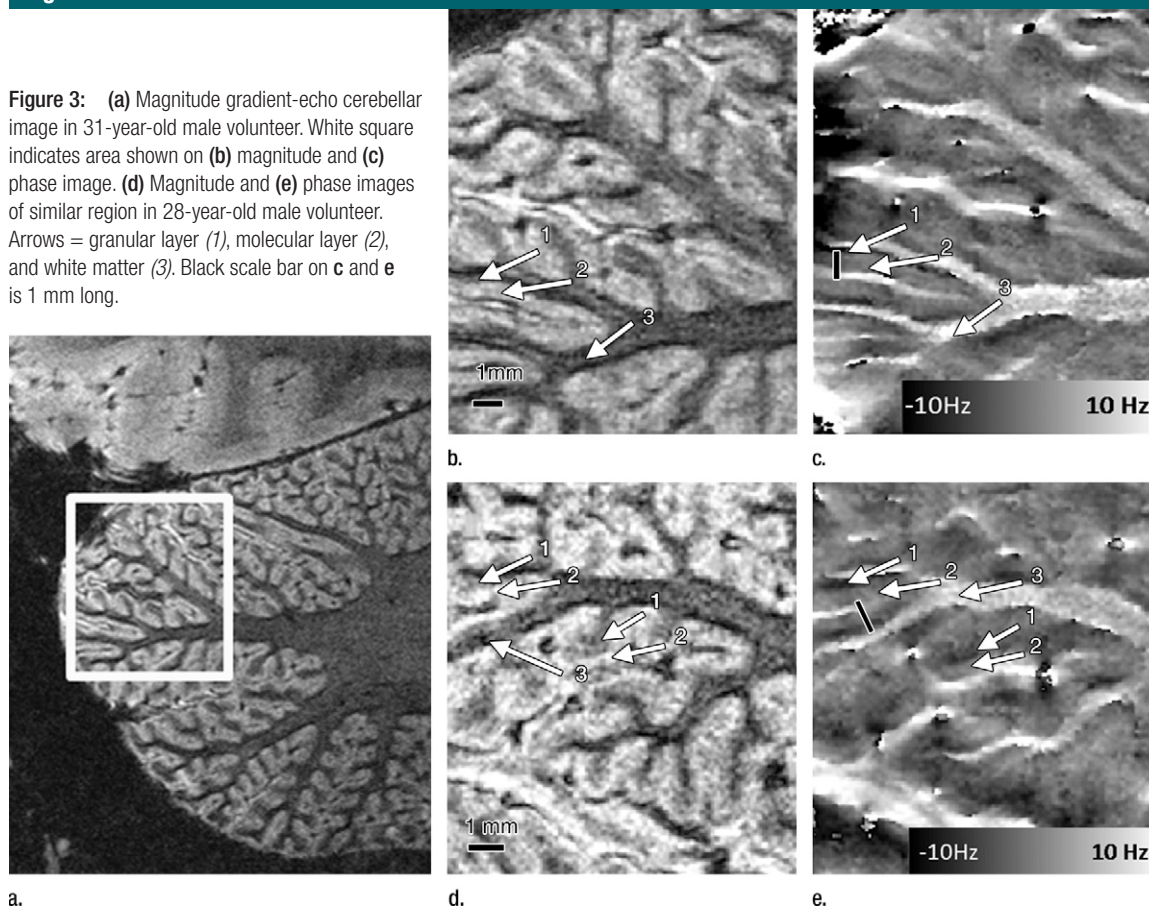 Figure 3: (a) Magnitude gradient-echo cerebellar
image in 31-year-old male volunteer. White square
indicates area shown on (b) magnitude and (c)
phase image. (d) Magnitude and (e) phase images
of similar region in 28-year-old male volunteer.
Arrows = granular layer (1), molecular layer (2),
and white matter (3). Black scale bar on c and e
is 1 mm long.
1
2
3
1mm
b.
1
2
3
-10Hz 10 Hz
c.
a.
1
2
1
2
3
1 mm
d.
1
2
3
1
2
-10Hz 10 Hz
e.